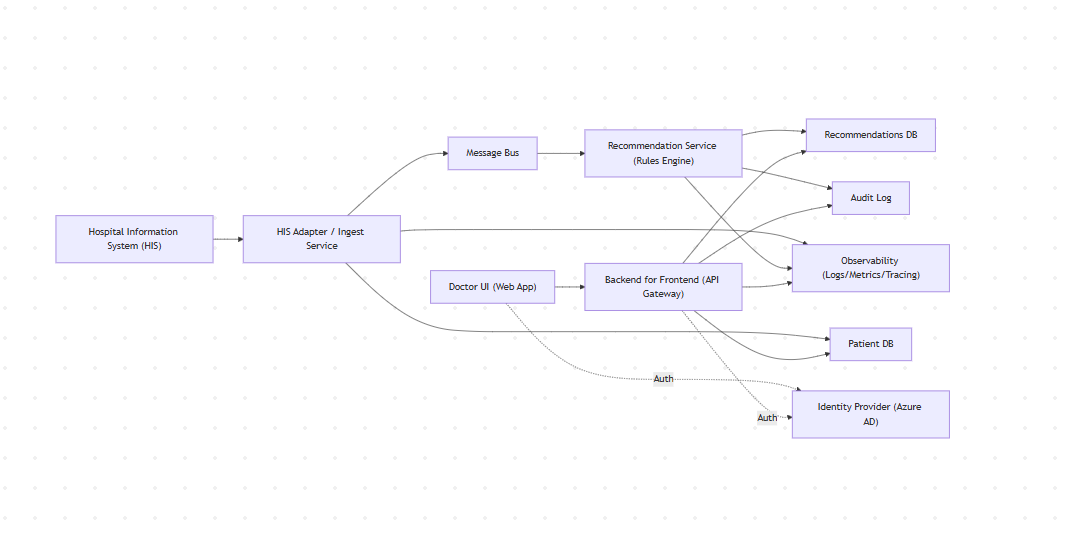 Recommendations DB
Message Bus
Recommendation Service
(Rules Engine)
Audit Log
Hospital Information
System (HIS)
HIS Adapter / Ingest
Service
Observability
(Logs/Metrics/Tracing)
Doctor UI (Web App)
Backend for Frontend (API
Gateway)
Patient DB
Auth
Auth
Identity Provider (Azure
AD)